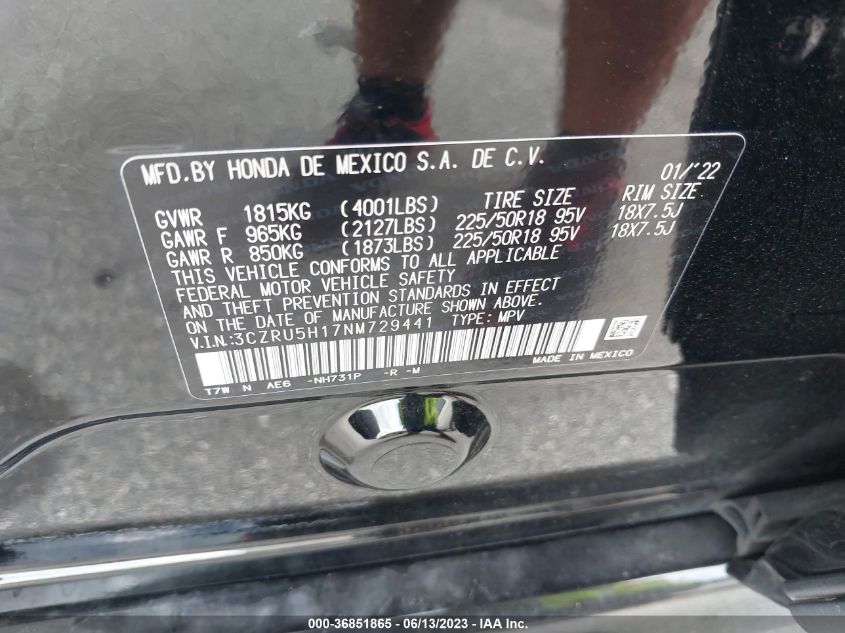 MFD.BY HONDA DE MEXICO S.A. DE C.V. 01/'22
GVWR 1815KG (4001LBS) TIRE SIZE RIM SIZE
GAWR F 965KG (2127LBS) 225/50R18 95V 18X7.5J
GAWR R 850KG (1873LBS) 225/50R18 95V 18X7.5J
THIS VEHICLE CONFORMS TO ALL APPLICABLE
FEDERAL MOTOR VEHICLE SAFETY
AND THEFT PREVENTION STANDARDS IN EFFECT
ON THE DATE OF MANUFACTURE SHOWN ABOVE.
V.I.N:3CZRU5H17NM729441 TYPE: MPV
MADE IN MEXICO
T7W N AE6 -NH731P -R -M
000-36851865 - 06/13/2023 - IAA Inc.